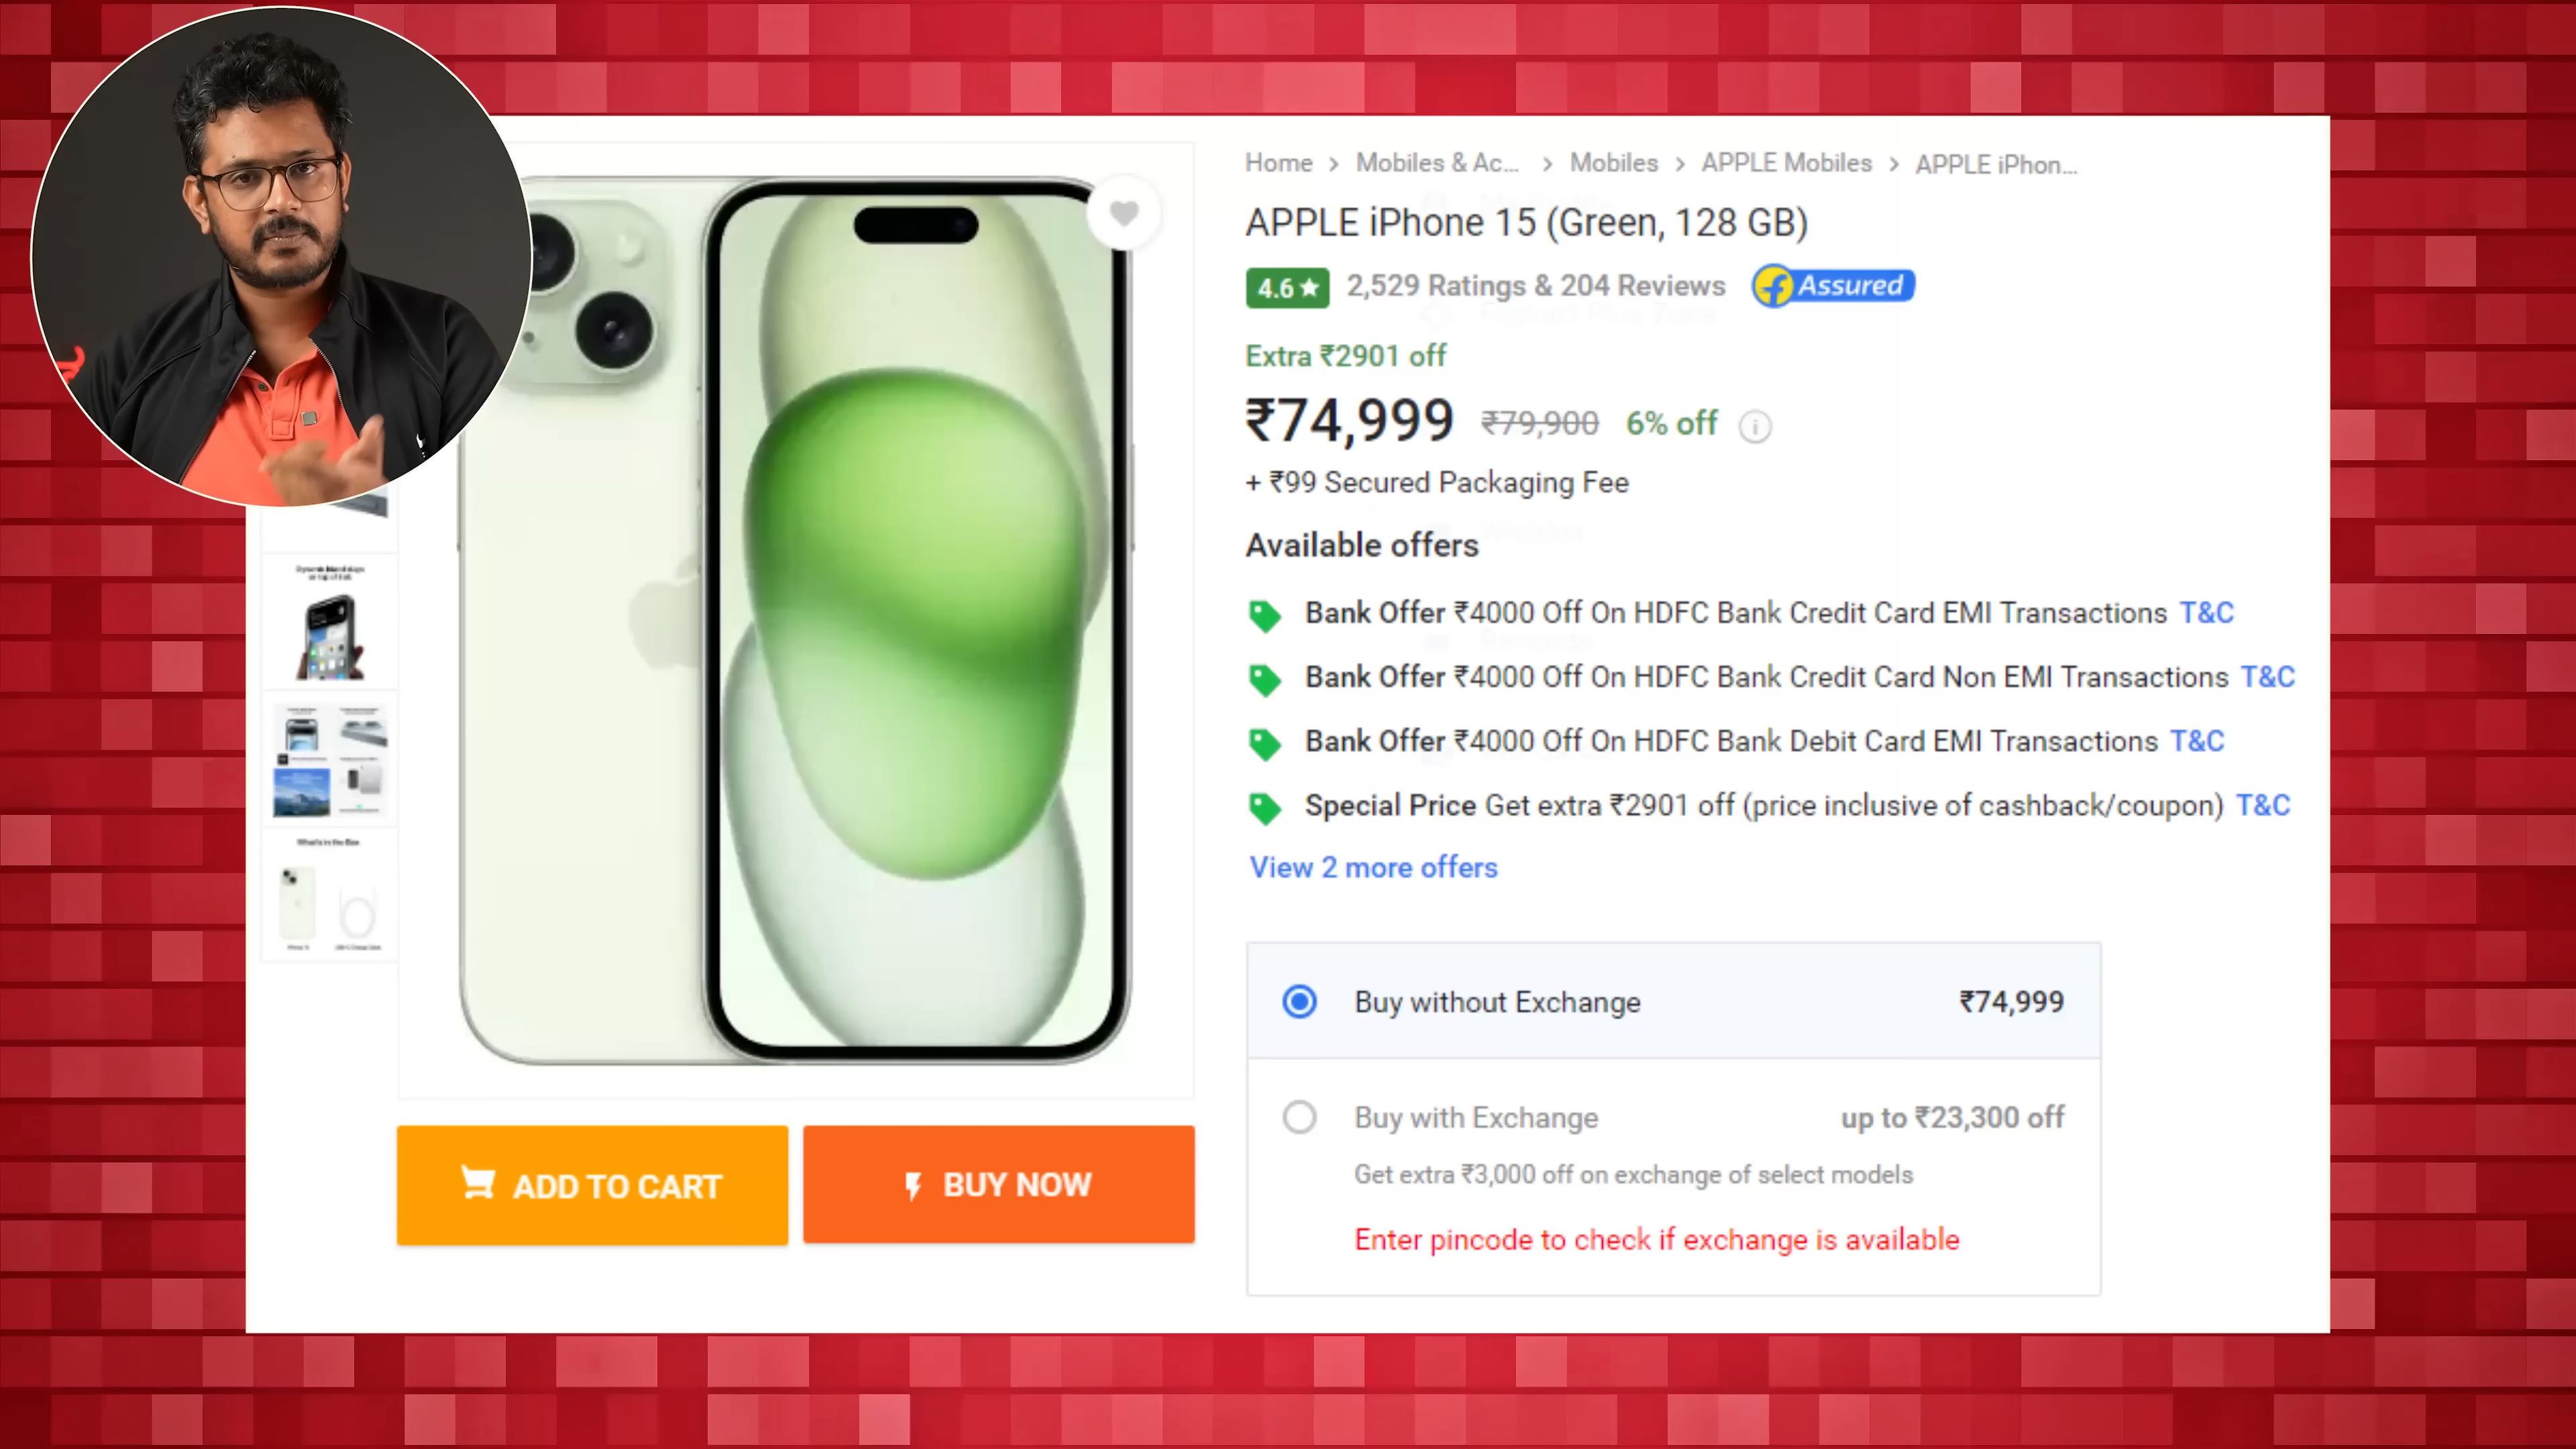 Home > Mobiles & Ac... > Mobiles > APPLE Mobiles > APPLE iPhon...
APPLE iPhone 15 (Green, 128 GB)
4.6★ 2,529 Ratings & 204 Reviews Assured
Extra ₹2901 off
₹74,999 ₹79,900 6% off
+ ₹99 Secured Packaging Fee
Available offers
Bank Offer ₹4000 Off On HDFC Bank Credit Card EMI Transactions T&C
Bank Offer ₹4000 Off On HDFC Bank Credit Card Non EMI Transactions T&C
Bank Offer ₹4000 Off On HDFC Bank Debit Card EMI Transactions T&C
Special Price Get extra ₹2901 off (price inclusive of cashback/coupon) T&C
View 2 more offers
Buy without Exchange ₹74,999
Buy with Exchange up to ₹23,300 off
Get extra ₹3,000 off on exchange of select models
Enter pincode to check if exchange is available
What's in the Box
ADD TO CART
BUY NOW